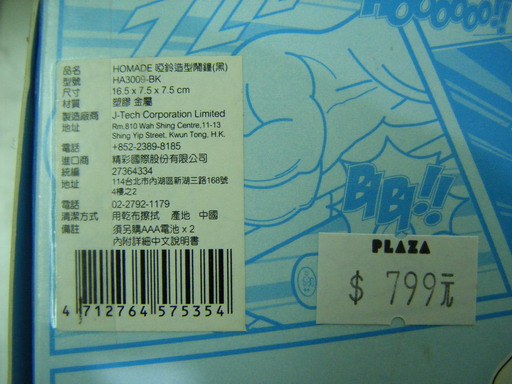 HOOOOOOO!!
品名 HOMADE 啞鈴造型鬧鐘(黑)
型號 HA3009-BK
尺寸 16.5 x 7.5 x 7.5 cm
材質 塑膠 金屬
製造廠商 J-Tech Corporation Limited
地址 Rm,810 Wah Shing Centre,11-13
Shing Yip Street, Kwun Tong, H.K.
電話 +852-2389-8185
進口商 精彩國際股份有限公司
統編 27364334
地址 114台北市內湖區新湖三路168號
4樓之2
電話 02-2792-1179
清潔方式 用乾布擦拭 產地 中國
備註 須另購AAA電池 x 2
內附詳細中文說明書
4 712764 575354
BIBI!!
PLAZA
$ 799元